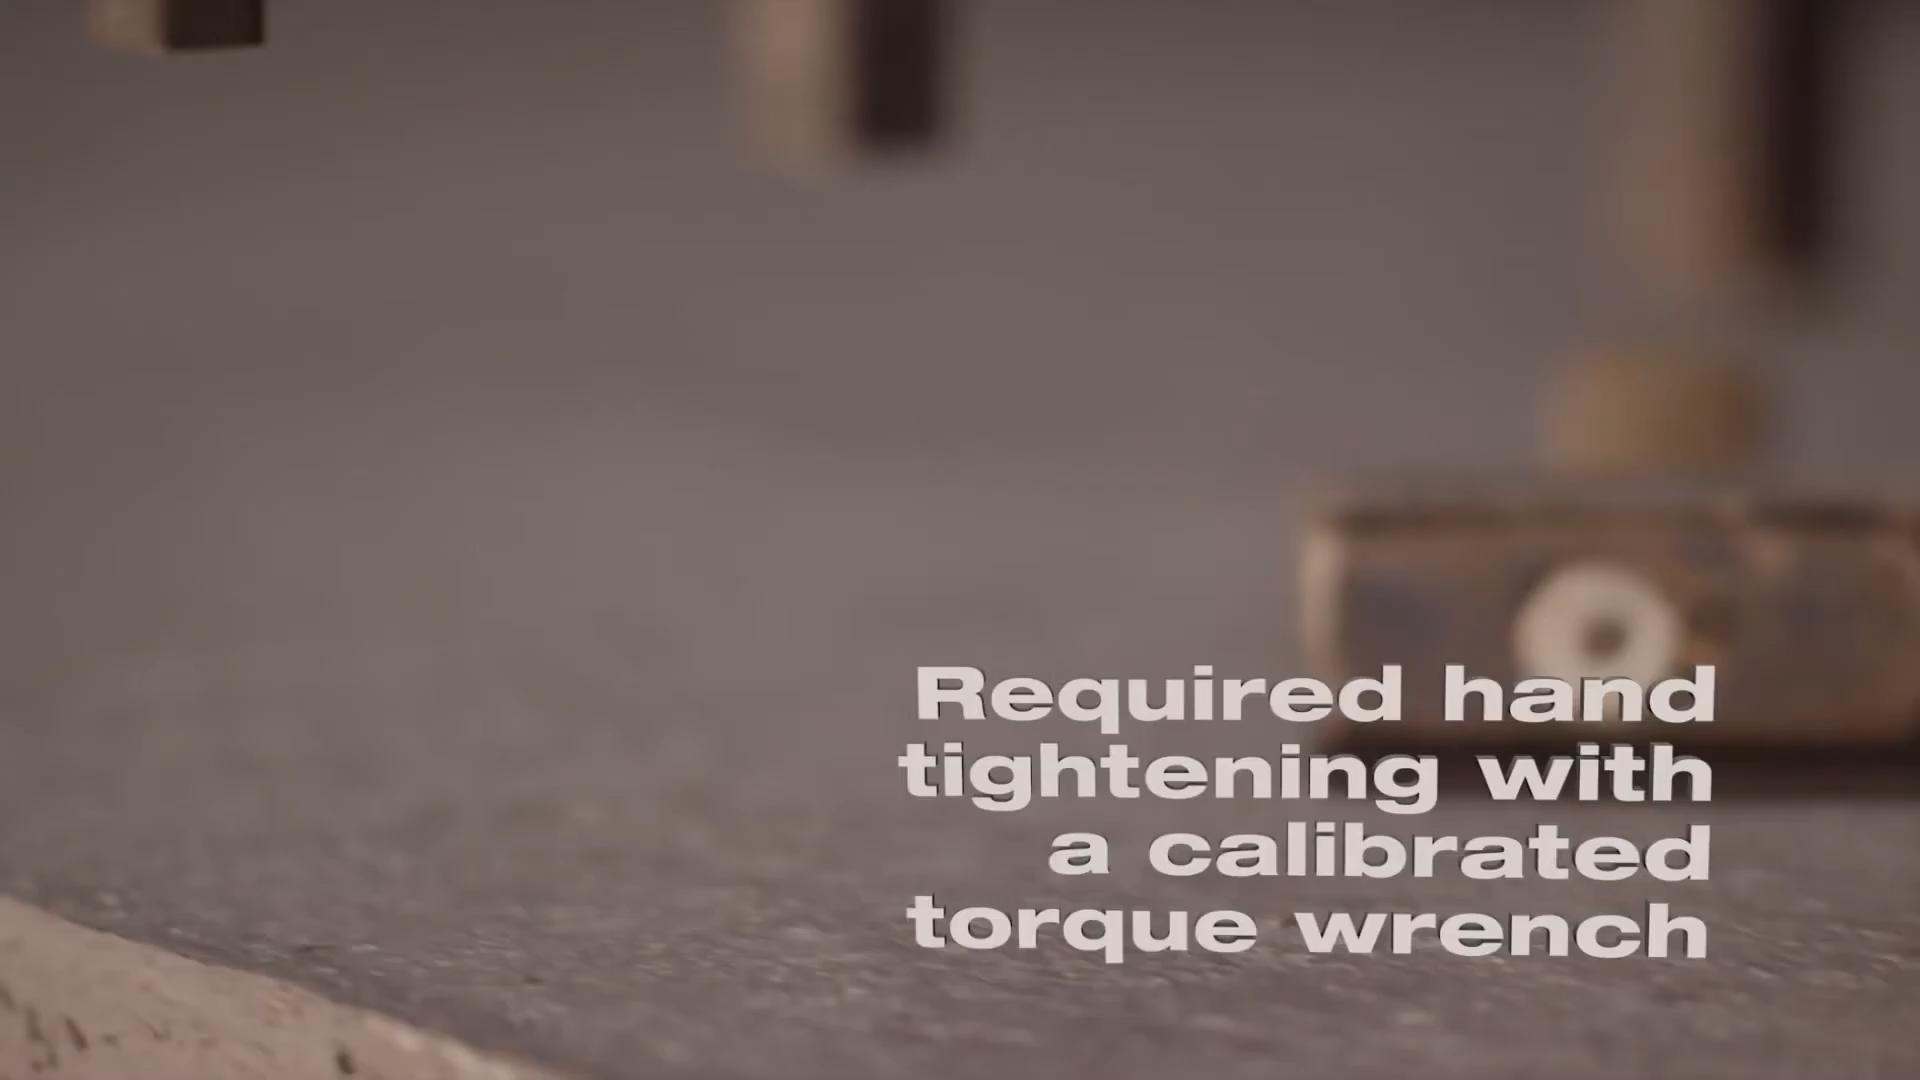 Required hand
tightening with
a calibrated
torque wrench